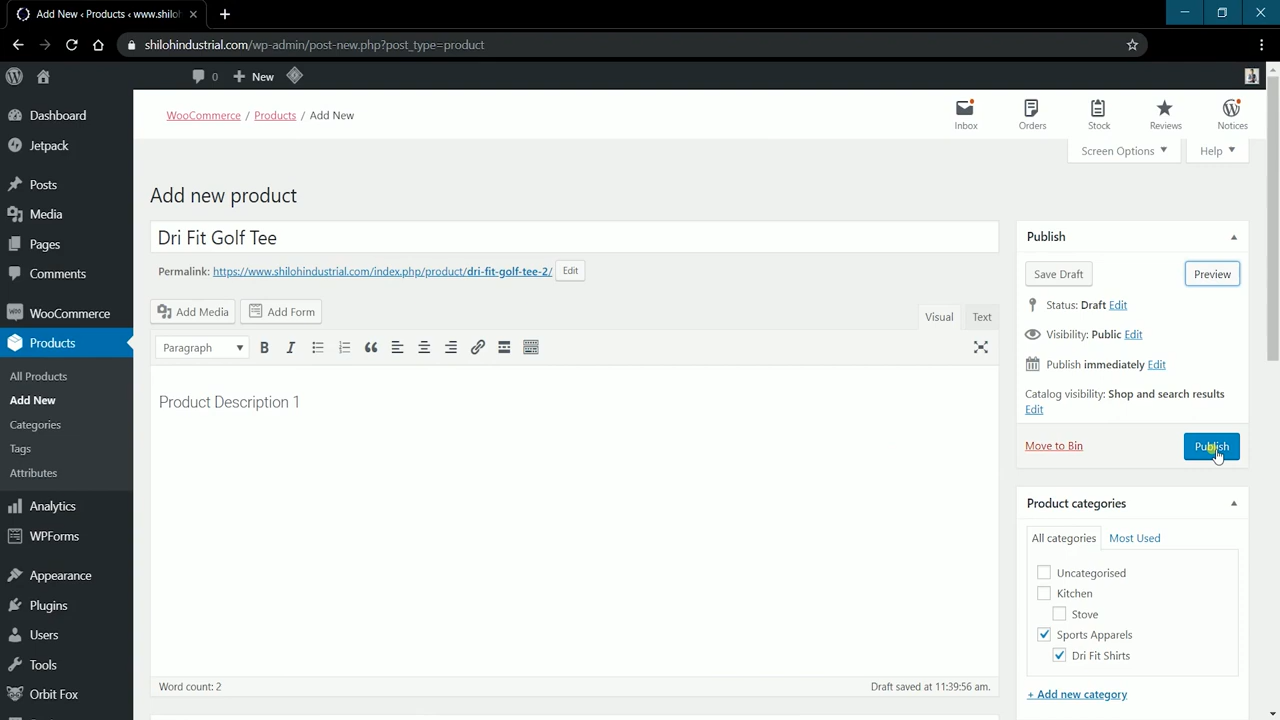 Add New ‹ Products ‹ www.shiloh
shilohindustrial.com/wp-admin/post-new.php?post_type=product
0
New
Dashboard
Jetpack
Posts
Media
Pages
Comments
WooCommerce
Products
All Products
Add New
Categories
Tags
Attributes
Analytics
WPForms
Appearance
Plugins
Users
Tools
Orbit Fox
WooCommerce / Products / Add New
Inbox
Orders
Stock
Reviews
Notices
Screen Options
Help
Add new product
Dri Fit Golf Tee
Permalink: https://www.shilohindustrial.com/index.php/product/dri-fit-golf-tee-2/ Edit
Add Media
Add Form
Visual
Text
Paragraph
Product Description 1
Word count: 2
Draft saved at 11:39:56 am.
Publish
Save Draft
Preview
Status: Draft Edit
Visibility: Public Edit
Publish immediately Edit
Catalog visibility: Shop and search results
Edit
Move to Bin
Publish
Product categories
All categories
Most Used
Uncategorised
Kitchen
Stove
Sports Apparels
Dri Fit Shirts
+ Add new category